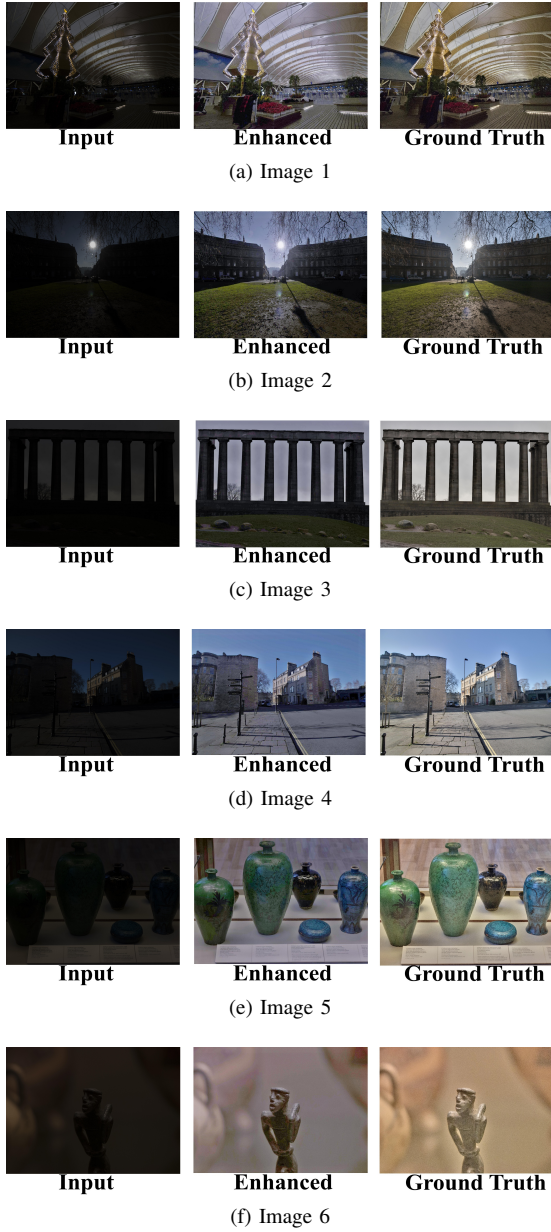 Input Enhanced Ground Truth
(a) Image 1
Input Enhanced Ground Truth
(b) Image 2
Input Enhanced Ground Truth
(c) Image 3
Input Enhanced Ground Truth
(d) Image 4
Input Enhanced Ground Truth
(e) Image 5
Input Enhanced Ground Truth
(f) Image 6